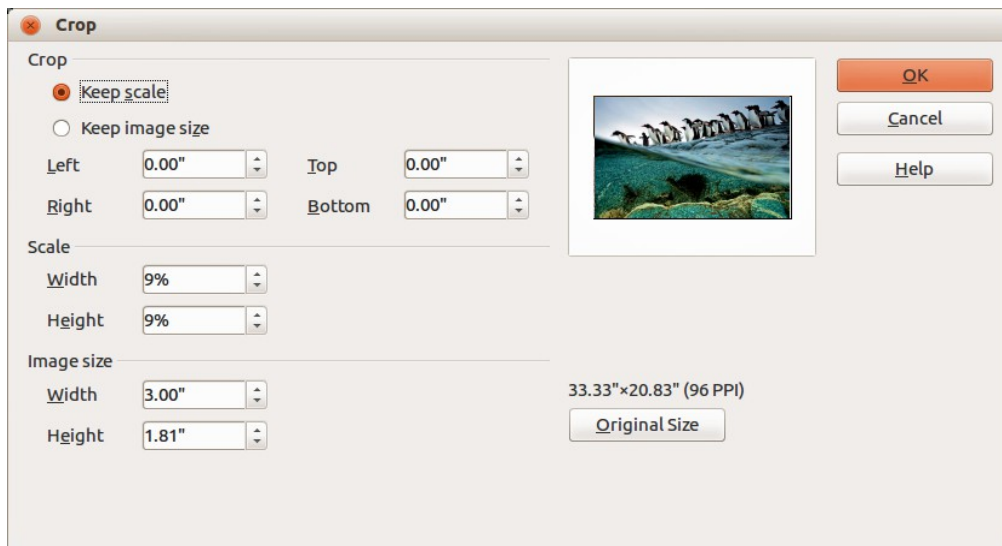 Crop
Crop
Keep scale
Keep image size
Left 0.00" Top 0.00"
Right 0.00" Bottom 0.00"
Scale
Width 9%
Height 9%
Image size
Width 3.00"
Height 1.81"
33.33"×20.83" (96 PPI)
Original Size
OK
Cancel
Help